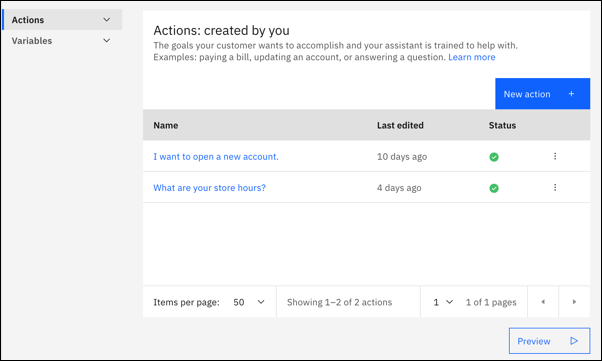 Actions
Variables
Actions: created by you
The goals your customer wants to accomplish and your assistant is trained to help with.
Examples: paying a bill, updating an account, or answering a question. Learn more
New action +
Name Last edited Status
I want to open a new account. 10 days ago
What are your store hours? 4 days ago
Items per page: 50 Showing 1–2 of 2 actions 1 1 of 1 pages
Preview